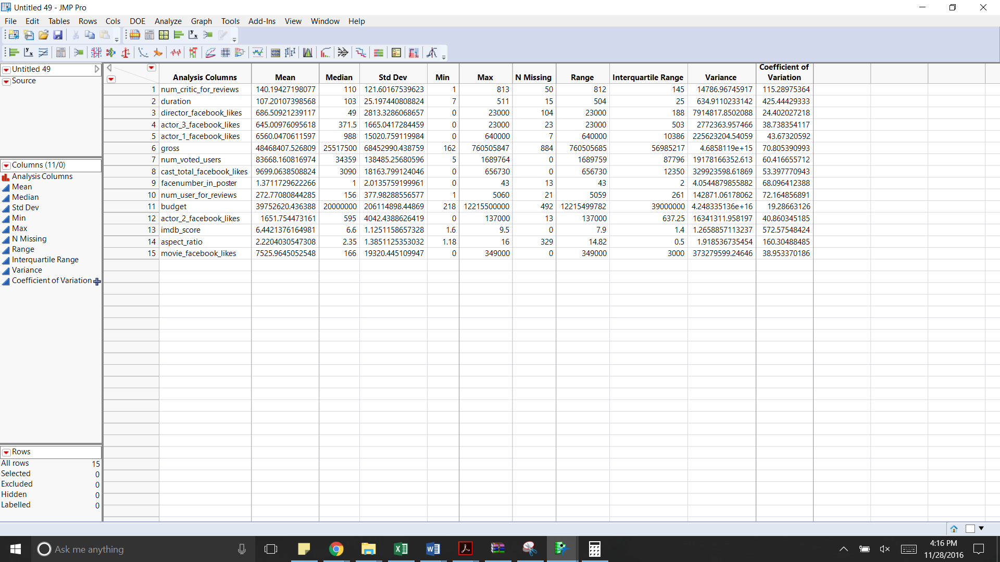 Untitled 49 - JMP Pro
File Edit Tables Rows Cols DOE Analyze Graph Tools Add-Ins View Window Help
Untitled 49
Source
Columns (11/0)
Analysis Columns
Mean
Median
Std Dev
Min
Max
N Missing
Range
Interquartile Range
Variance
Coefficient of Variation
Rows
All rows 15
Selected 0
Excluded 0
Hidden 0
Labelled 0
Analysis Columns Mean Median Std Dev Min Max N Missing Range Interquartile Range Variance Coefficient of Variation
1 num_critic_for_reviews 140.19427198077 110 121.60167539623 1 813 50 812 145 14786.96745917 115.28975364
2 duration 107.20107398568 103 25.197440808824 7 511 15 504 25 634.9110233142 425.44429333
3 director_facebook_likes 686.50921239117 49 2813.3286068657 0 23000 104 23000 188 7914817.8502088 24.402027218
4 actor_3_facebook_likes 645.00976095618 371.5 1665.0417284459 0 23000 23 23000 503 2772363.957466 38.738354117
5 actor_1_facebook_likes 6560.0470611597 988 15020.759119984 0 640000 7 640000 10386 225623204.54059 43.67320592
6 gross 48468407.526809 25517500 68452990.438759 162 760505847 884 760505685 56985217 4.6858119e+15 70.805390993
7 num_voted_users 83668.160816974 34359 138485.25680596 5 1689764 0 1689759 87796 19178166352.613 60.416655712
8 cast_total_facebook_likes 9699.0638508824 3090 18163.799124046 0 656730 0 656730 12350 329923598.61869 53.397770943
9 facenumber_in_poster 1.3711729622266 1 2.0135759199961 0 43 13 43 2 4.0544879855882 68.096412388
10 num_user_for_reviews 272.77080844285 156 377.98288556577 1 5060 21 5059 261 142871.06178062 72.164856891
11 budget 39752620.436388 20000000 206114898.44869 218 12215500000 492 12215499782 39000000 4.248335136e+16 19.28663126
12 actor_2_facebook_likes 1651.754473161 595 4042.4388626419 0 137000 13 137000 637.25 16341311.958197 40.860345185
13 imdb_score 6.4421376164981 6.6 1.1251158657328 1.6 9.5 0 7.9 1.4 1.2658857113237 572.57548424
14 aspect_ratio 2.2204030547308 2.35 1.3851125353032 1.18 16 329 14.82 0.5 1.918536735454 160.30488485
15 movie_facebook_likes 7525.9645052548 166 19320.445109947 0 349000 0 349000 3000 373279599.24646 38.953370186
Ask me anything
4:16 PM
11/28/2016